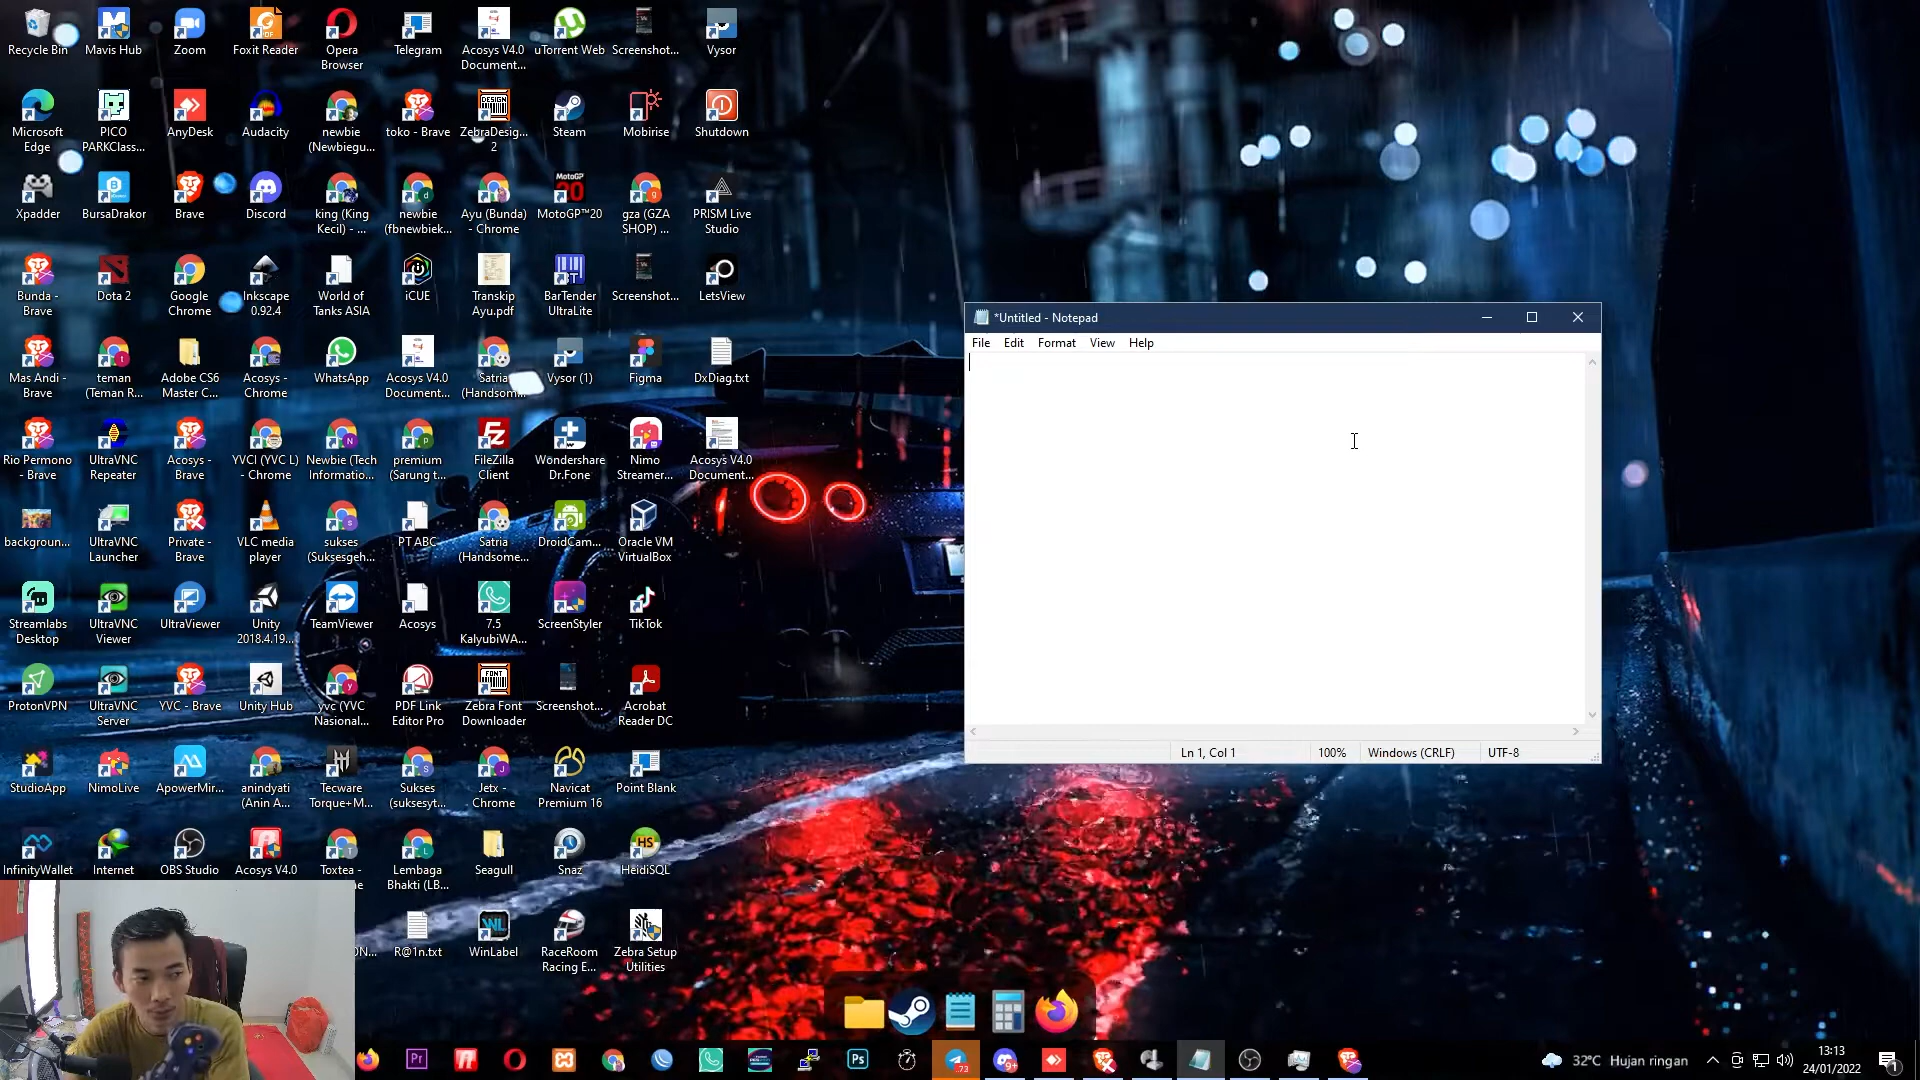 Recycle Bin
Mavis Hub
Zoom
Foxit Reader
Opera
Browser
Telegram
Acosys V4.0
Document...
uTorrent Web
Screenshot...
Vysor
Microsoft
Edge
PICO
PARKClass...
AnyDesk
Audacity
newbie
(Newbiegu...
toko - Brave
ZebraDesig...
2
Steam
Mobirise
Shutdown
Xpadder
BursaDrakor
Brave
Discord
king (King
Kecil) - ...
newbie
(fbnewbiek...
Ayu (Bunda)
- Chrome
MotoGP™20
gza (GZA
SHOP) ...
PRISM Live
Studio
Bunda -
Brave
Dota 2
Google
Chrome
Inkscape
0.92.4
World of
Tanks ASIA
iCUE
Transkip
Ayu.pdf
BarTender
UltraLite
Screenshot...
LetsView
Mas Andi -
Brave
teman
(Teman R...
Adobe CS6
Master C...
Acosys -
Chrome
WhatsApp
Acosys V4.0
Document...
Satria
(Handsom...
Vysor (1)
Figma
DxDiag.txt
Rio Permono
- Brave
UltraVNC
Repeater
Acosys -
Brave
YVCI (YVC L)
- Chrome
Newbie (Tech
Informatio...
premium
(Sarung t...
FileZilla
Client
Wondershare
Dr.Fone
Nimo
Streamer...
Acosys V4.0
Document...
backgroun...
UltraVNC
Launcher
Private -
Brave
VLC media
player
sukses
(Suksesgeh...
PT ABC
Satria
(Handsome...
DroidCam...
Oracle VM
VirtualBox
Streamlabs
Desktop
UltraVNC
Viewer
UltraViewer
Unity
2018.4.19...
TeamViewer
Acosys
7.5
KalyubiWA...
ScreenStyler
TikTok
ProtonVPN
UltraVNC
Server
YVC - Brave
Unity Hub
yvc (YVC
Nasional...
PDF Link
Editor Pro
Zebra Font
Downloader
Screenshot...
Acrobat
Reader DC
StudioApp
NimoLive
ApowerMir...
anindyati
(Anin A...
Tecware
Torque+M...
Sukses
(suksesyt...
Jetx -
Chrome
Navicat
Premium 16
Point Blank
InfinityWallet
Internet
OBS Studio
Acosys V4.0
Toxtea -
Lembaga
Bhakti (LB...
Seagull
Snaz
HeidiSQL
R@1n.txt
WinLabel
RaceRoom
Racing E...
Zebra Setup
Utilities
*Untitled - Notepad
File Edit Format View Help
Ln 1, Col 1
100%
Windows (CRLF)
UTF-8
32°C Hujan ringan
13:13
24/01/2022